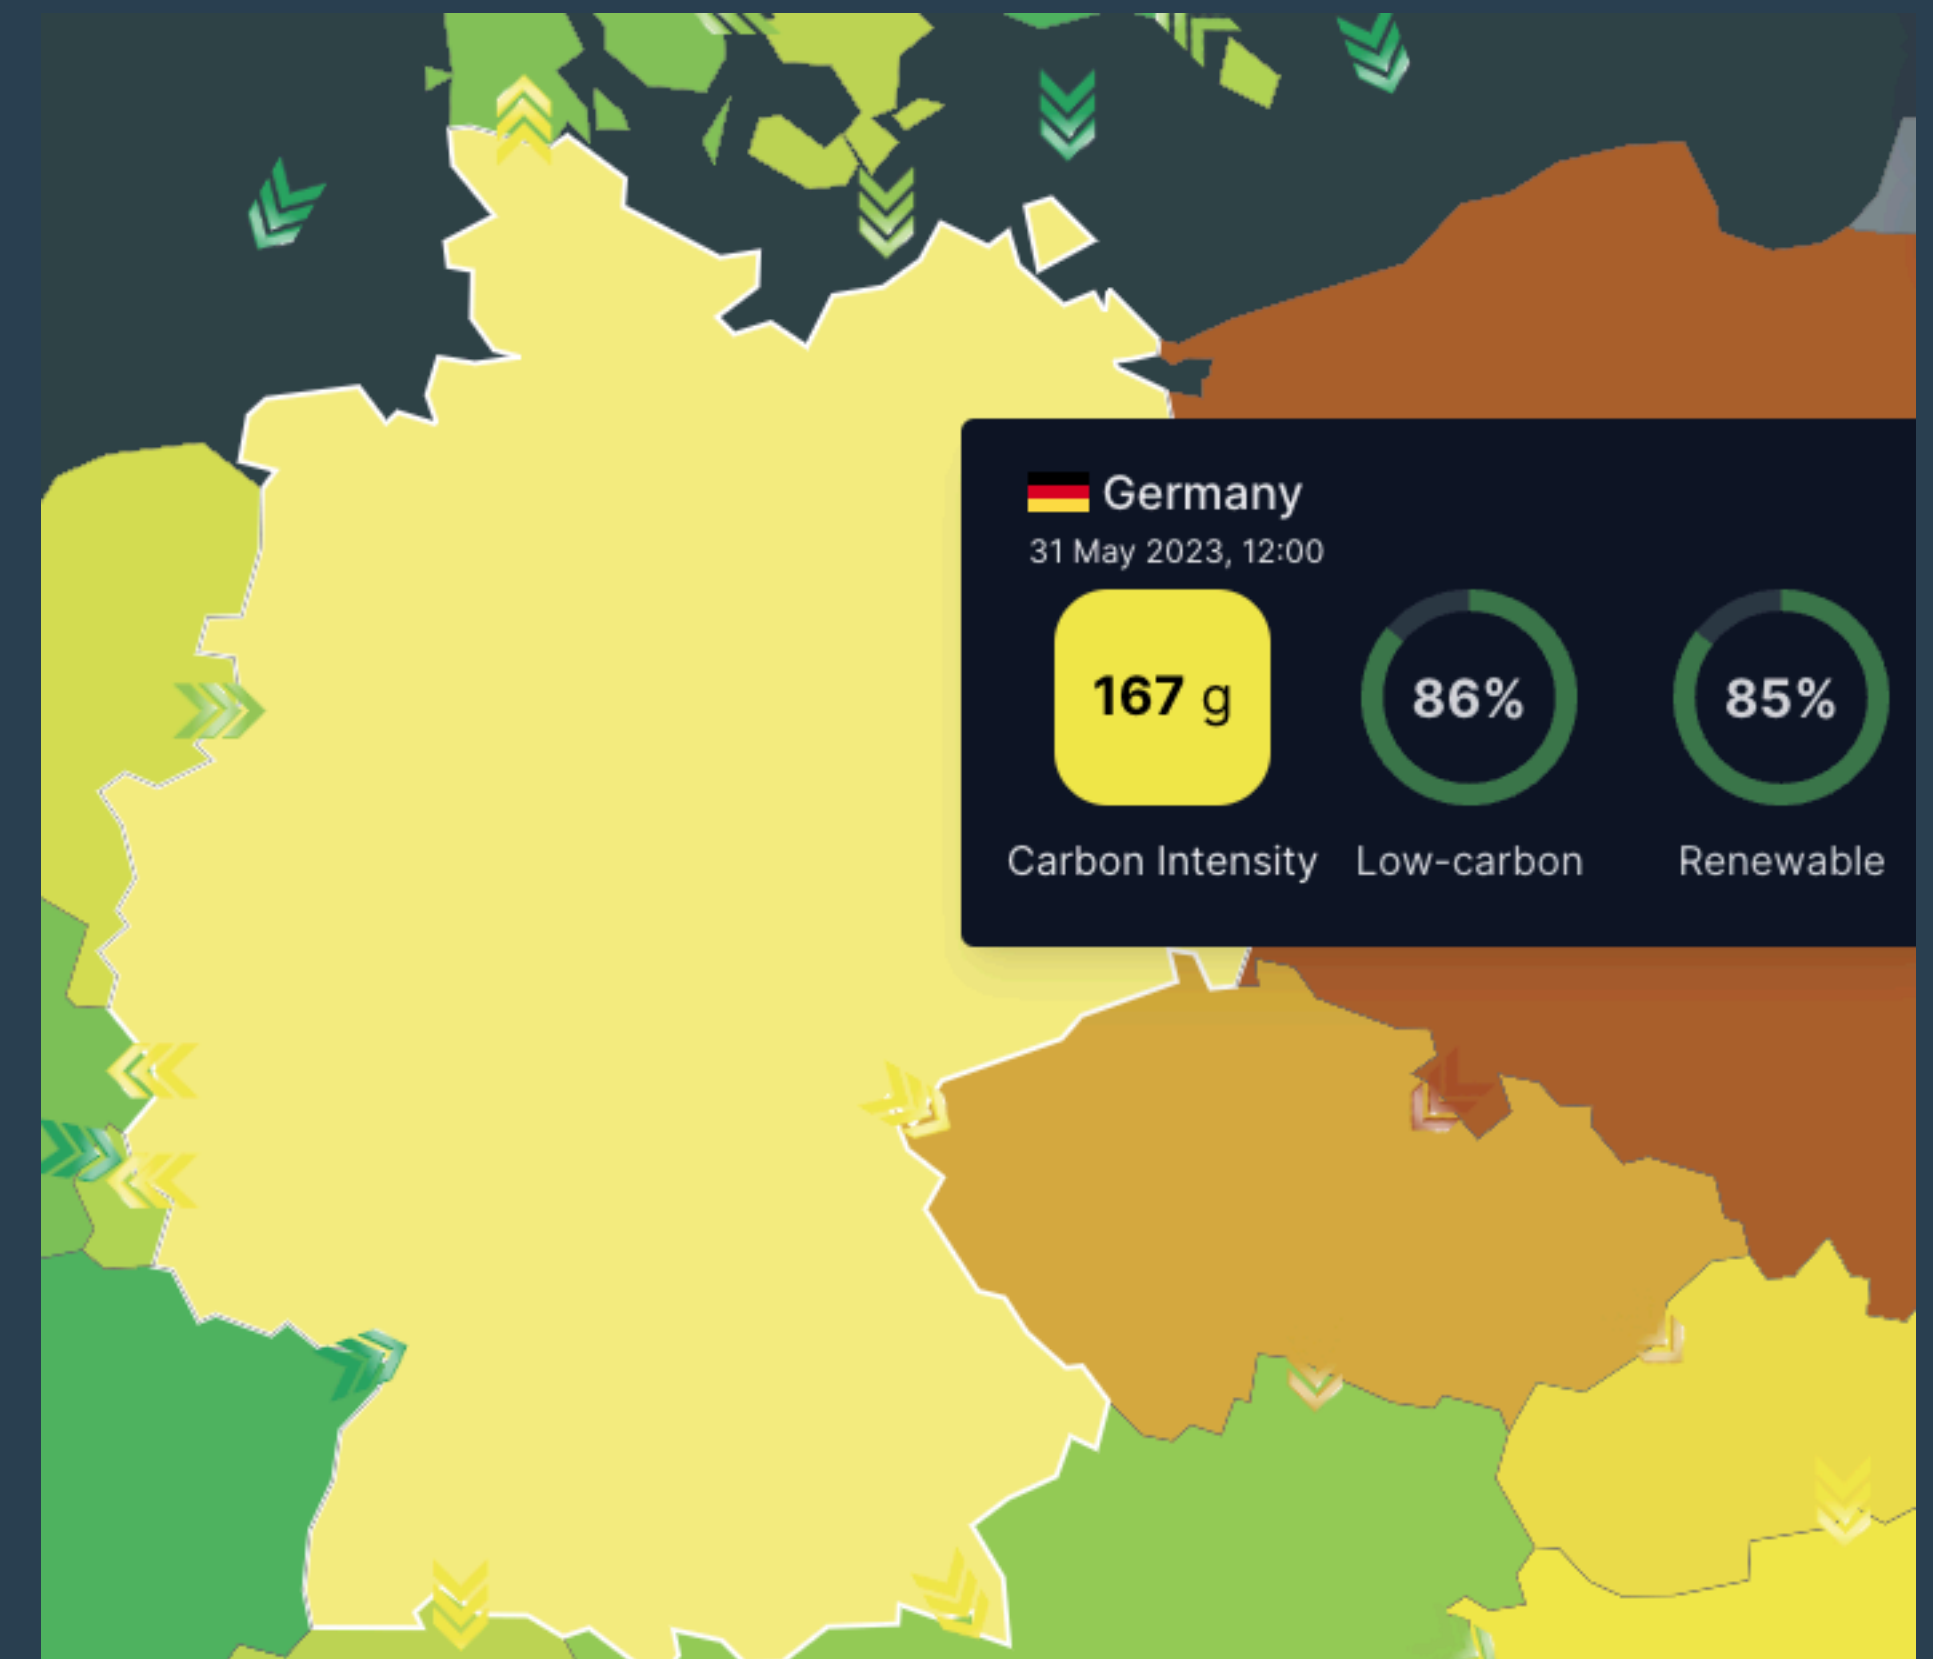 Germany
31 May 2023, 12:00
167 g
86%
85%
Carbon Intensity
Low-carbon
Renewable